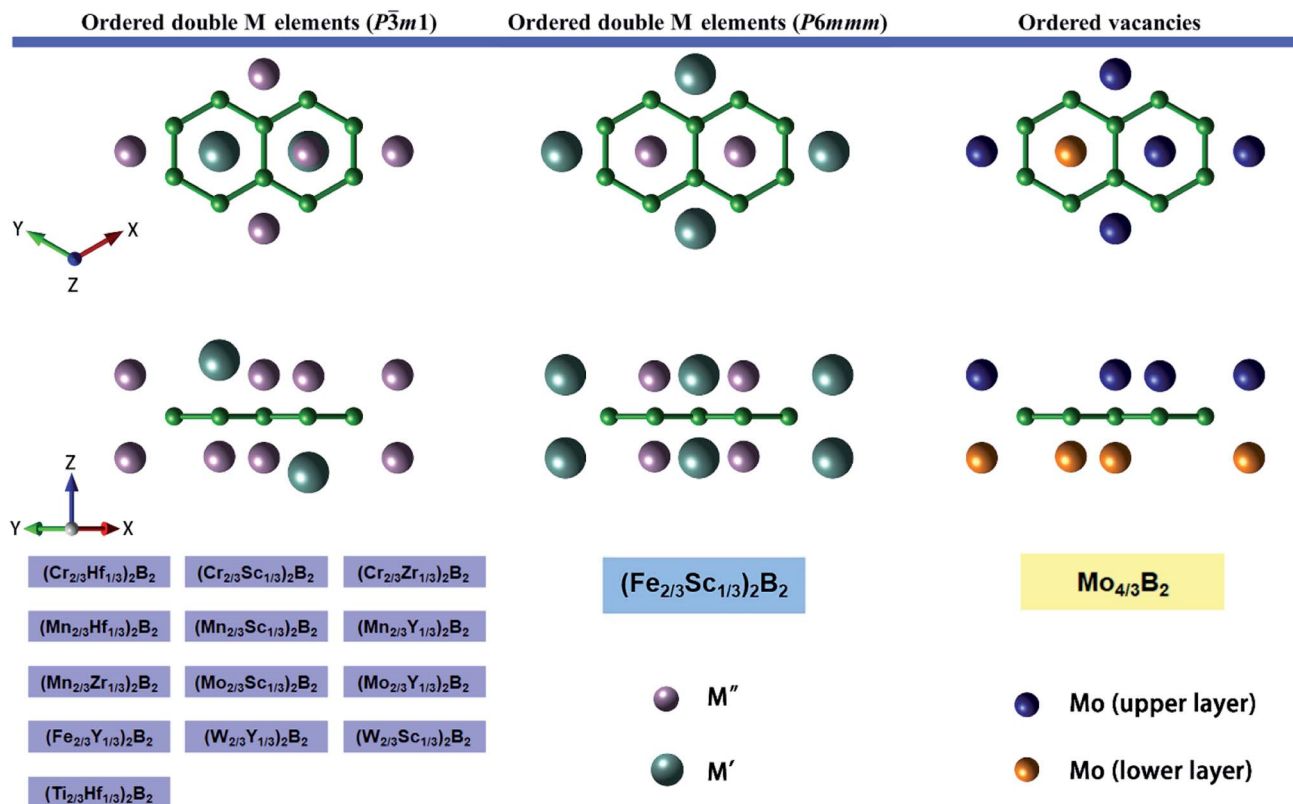 Ordered double M elements (P3̅m1) Ordered double M elements (P6mmm) Ordered vacancies
Y X
Z
Z
Y X
(Cr2/3Hf1/3)2B2 (Cr2/3Sc1/3)2B2 (Cr2/3Zr1/3)2B2
(Fe2/3Sc1/3)2B2
Mo4/3B2
(Mn2/3Hf1/3)2B2 (Mn2/3Sc1/3)2B2 (Mn2/3Y1/3)2B2
(Mn2/3Zr1/3)2B2 (Mo2/3Sc1/3)2B2 (Mo2/3Y1/3)2B2
(Fe2/3Y1/3)2B2 (W2/3Y1/3)2B2 (W2/3Sc1/3)2B2
(Ti2/3Hf1/3)2B2
M″
M′
Mo (upper layer)
Mo (lower layer)